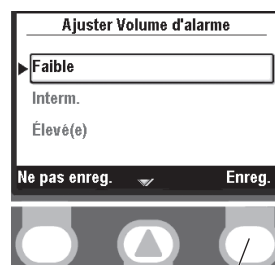 Ajuster Volume d'alarme
Faible
Interm.
Élevé(e)
Ne pas enreg. Enreg.